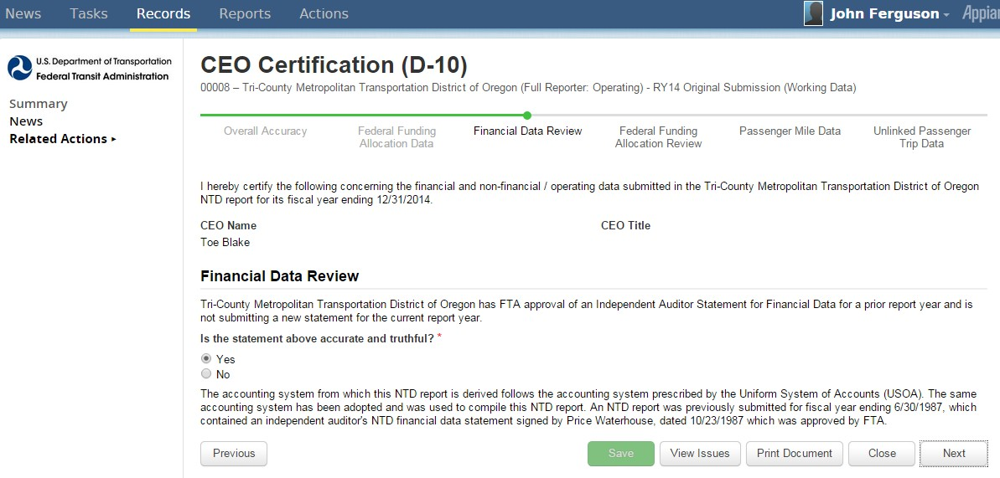 News Tasks Records Reports Actions John Ferguson
U.S. Department of Transportation
Federal Transit Administration
Summary
News
Related Actions
CEO Certification (D-10)
00008 – Tri-County Metropolitan Transportation District of Oregon (Full Reporter: Operating) - RY14 Original Submission (Working Data)
Overall Accuracy
Federal Funding
Allocation Data
Financial Data Review
Federal Funding
Allocation Review
Passenger Mile Data
Unlinked Passenger
Trip Data
I hereby certify the following concerning the financial and non-financial / operating data submitted in the Tri-County Metropolitan Transportation District of Oregon
NTD report for its fiscal year ending 12/31/2014.
CEO Name CEO Title
Toe Blake
Financial Data Review
Tri-County Metropolitan Transportation District of Oregon has FTA approval of an Independent Auditor Statement for Financial Data for a prior report year and is
not submitting a new statement for the current report year.
Is the statement above accurate and truthful? *
Yes
No
The accounting system from which this NTD report is derived follows the accounting system prescribed by the Uniform System of Accounts (USOA). The same
accounting system has been adopted and was used to compile this NTD report. An NTD report was previously submitted for fiscal year ending 6/30/1987, which
contained an independent auditor's NTD financial data statement signed by Price Waterhouse, dated 10/23/1987 which was approved by FTA.
Previous Save View Issues Print Document Close Next